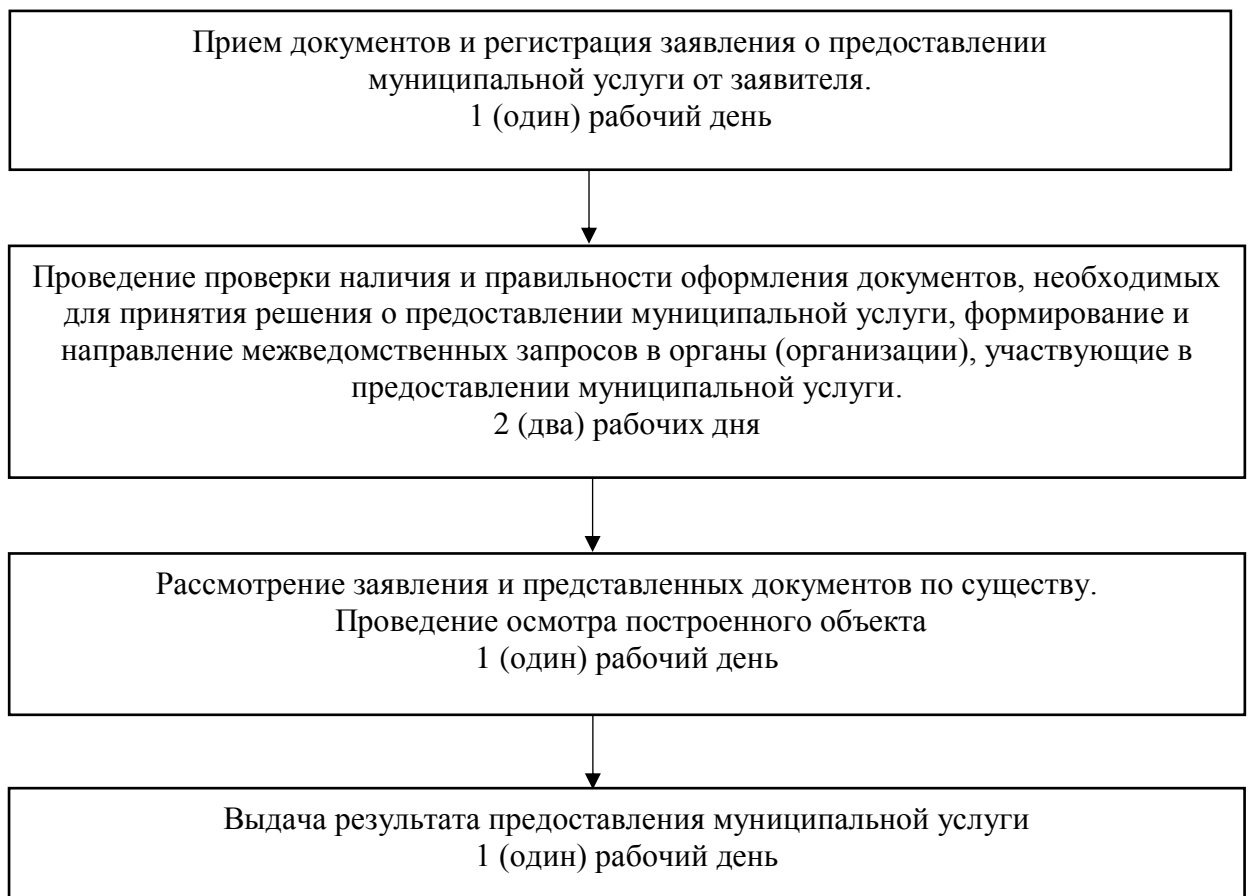 Прием документов и регистрация заявления о предоставлении
муниципальной услуги от заявителя.
1 (один) рабочий день
Проведение проверки наличия и правильности оформления документов, необходимых
для принятия решения о предоставлении муниципальной услуги, формирование и
направление межведомственных запросов в органы (организации), участвующие в
предоставлении муниципальной услуги.
2 (два) рабочих дня
Рассмотрение заявления и представленных документов по существу.
Проведение осмотра построенного объекта
1 (один) рабочий день
Выдача результата предоставления муниципальной услуги
1 (один) рабочий день